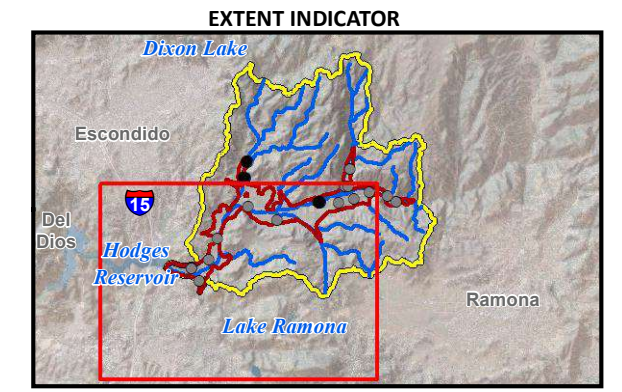 EXTENT INDICATOR
Dixon Lake
Escondido
15
Del
Dios
Hodges
Reservoir
Ramona
Lake Ramona